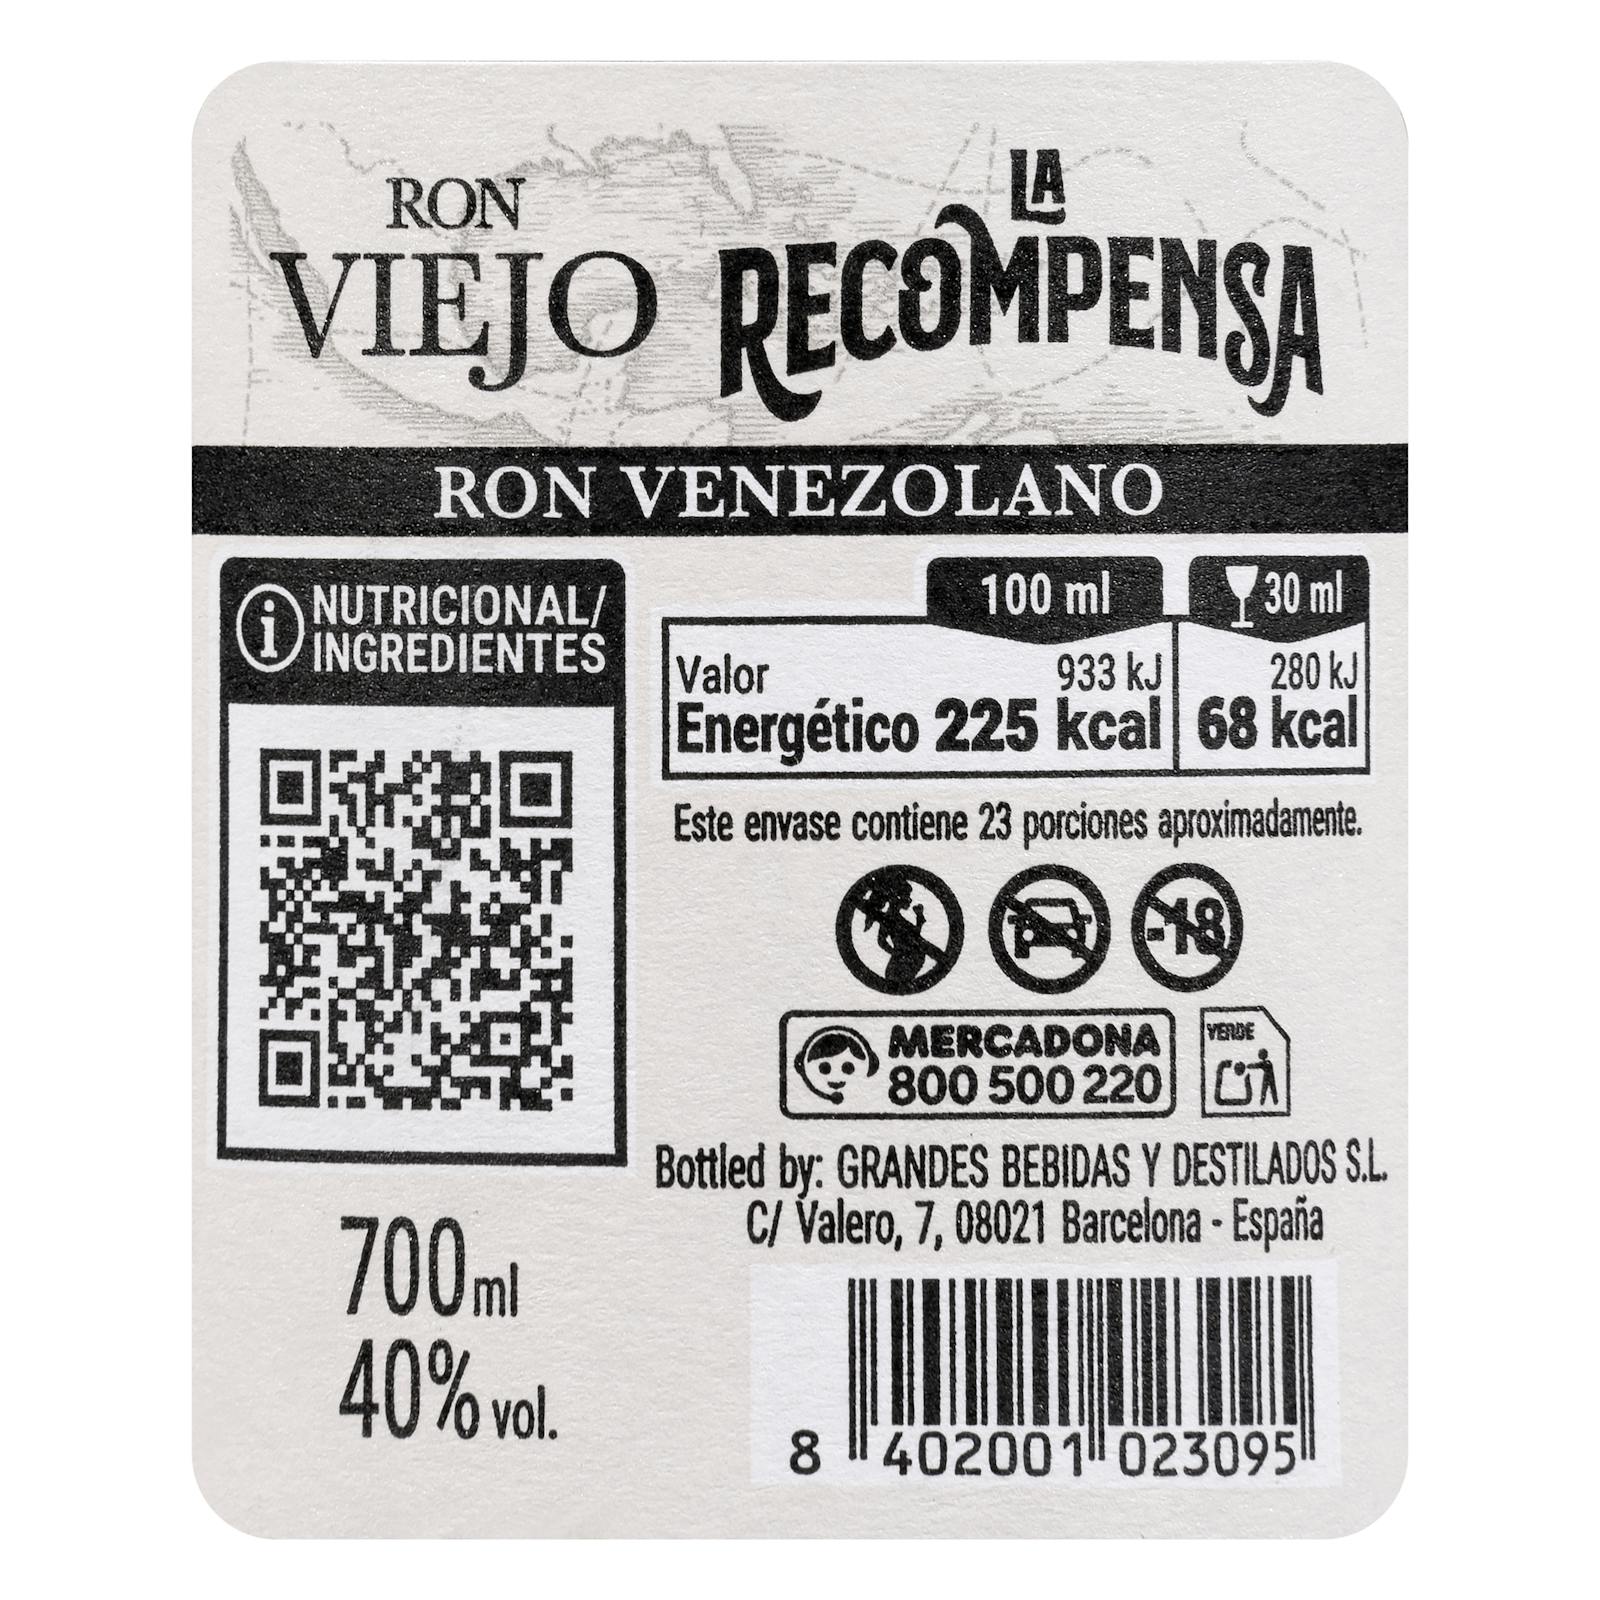 RON
VIEJO
LA
RECOMPENSA
RON VENEZOLANO
NUTRICIONAL/
INGREDIENTES
100 ml
30 ml
Valor 933 kJ 280 kJ
Energético 225 kcal 68 kcal
Este envase contiene 23 porciones aproximadamente.
-18
MERCADONA
800 500 220
VERDE
Bottled by: GRANDES BEBIDAS Y DESTILADOS S.L.
C/ Valero, 7, 08021 Barcelona - España
700 ml
40% vol.
8 402001 023095